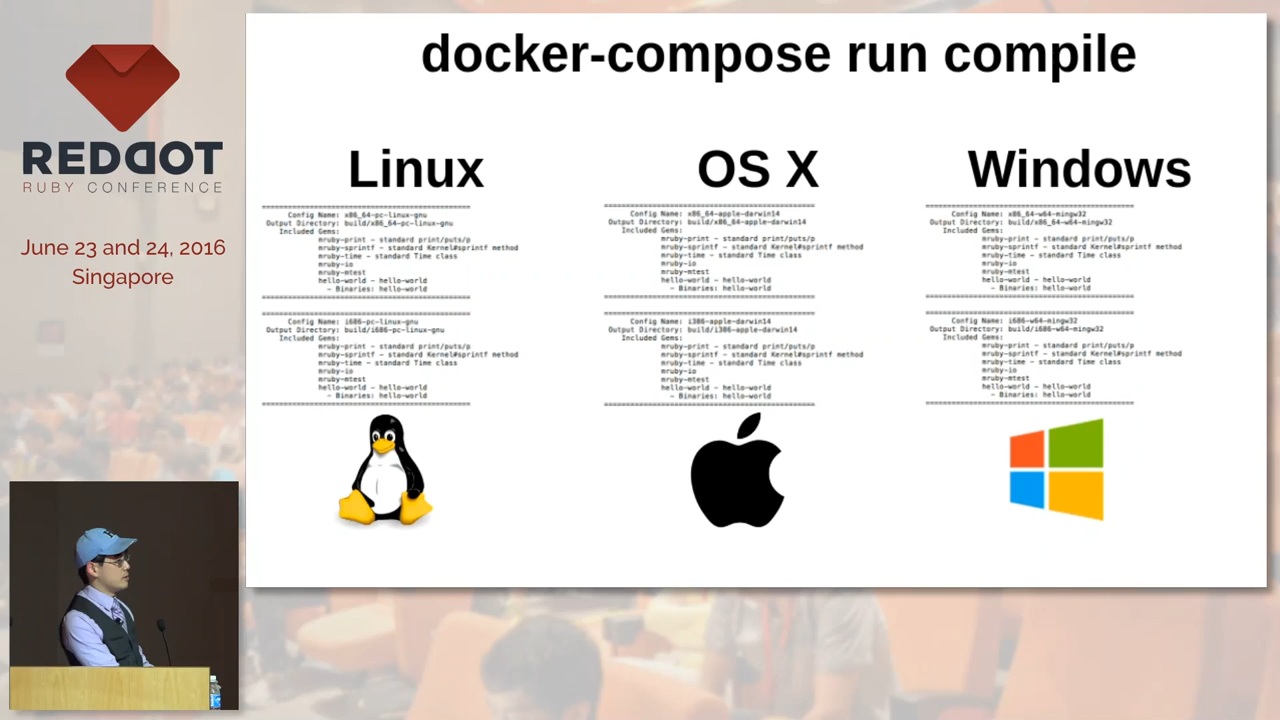 REDDOT
RUBY CONFERENCE
June 23 and 24, 2016
Singapore
docker-compose run compile
Linux
================================================
Config Name: x86_64-pc-linux-gnu
Output Directory: build/x86_64-pc-linux-gnu
Included Gems:
mruby-print - standard print/puts/p
mruby-sprintf - standard Kernel#sprintf method
mruby-time - standard Time class
mruby-io
mruby-mtest
hello-world - hello-world
- Binaries: hello-world
================================================
================================================
Config Name: i686-pc-linux-gnu
Output Directory: build/i686-pc-linux-gnu
Included Gems:
mruby-print - standard print/puts/p
mruby-sprintf - standard Kernel#sprintf method
mruby-time - standard Time class
mruby-io
mruby-mtest
hello-world - hello-world
- Binaries: hello-world
================================================
OS X
================================================
Config Name: x86_64-apple-darwin14
Output Directory: build/x86_64-apple-darwin14
Included Gems:
mruby-print - standard print/puts/p
mruby-sprintf - standard Kernel#sprintf method
mruby-time - standard Time class
mruby-io
mruby-mtest
hello-world - hello-world
- Binaries: hello-world
================================================
================================================
Config Name: i386-apple-darwin14
Output Directory: build/i386-apple-darwin14
Included Gems:
mruby-print - standard print/puts/p
mruby-sprintf - standard Kernel#sprintf method
mruby-time - standard Time class
mruby-io
mruby-mtest
hello-world - hello-world
- Binaries: hello-world
================================================
Windows
================================================
Config Name: x86_64-w64-mingw32
Output Directory: build/x86_64-w64-mingw32
Included Gems:
mruby-print - standard print/puts/p
mruby-sprintf - standard Kernel#sprintf method
mruby-time - standard Time class
mruby-io
mruby-mtest
hello-world - hello-world
- Binaries: hello-world
================================================
================================================
Config Name: i686-w64-mingw32
Output Directory: build/i686-w64-mingw32
Included Gems:
mruby-print - standard print/puts/p
mruby-sprintf - standard Kernel#sprintf method
mruby-time - standard Time class
mruby-io
mruby-mtest
hello-world - hello-world
- Binaries: hello-world
================================================